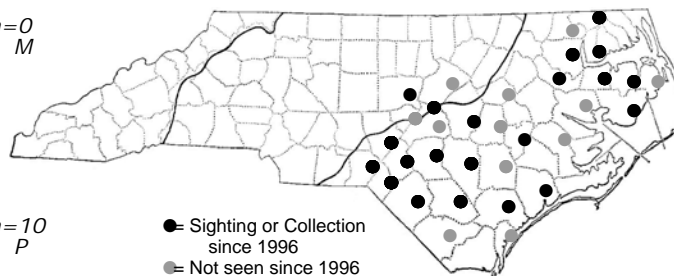 =0
M
=10
P
= Sighting or Collection
since 1996
= Not seen since 1996